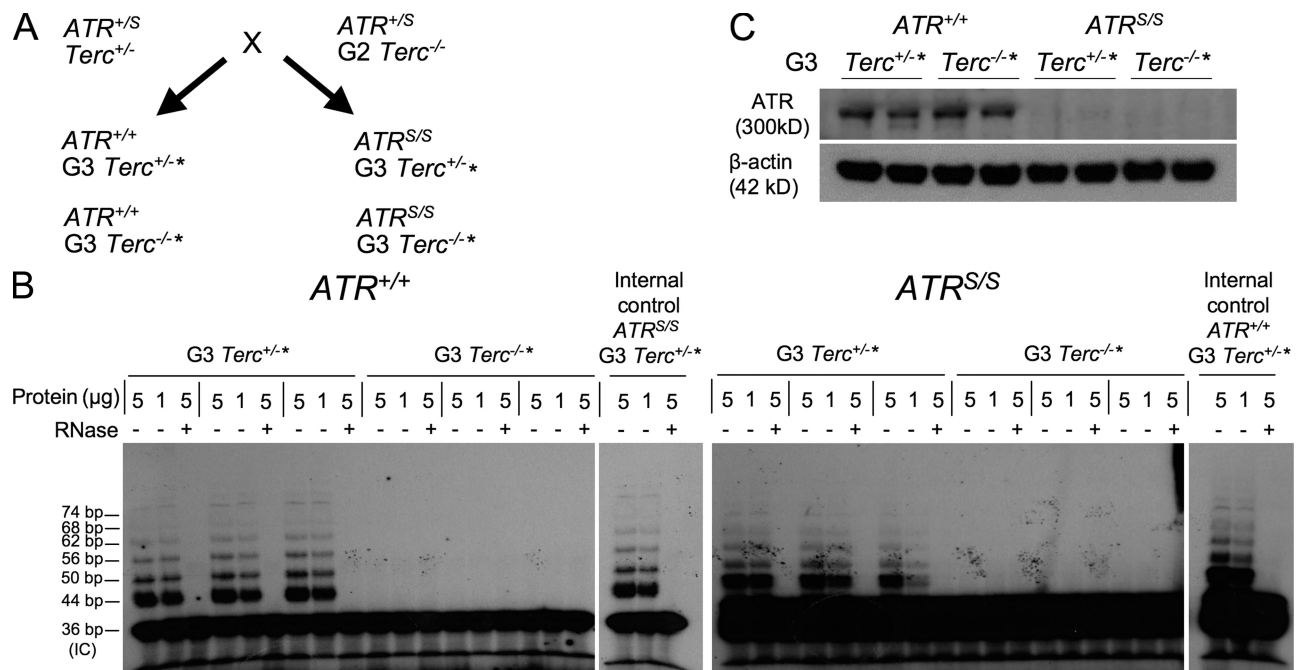 A
ATR+/S
Terc+/-
X
ATR+/S
G2 Terc-/-
ATR+/+
G3 Terc+/-*
ATRS/S
G3 Terc+/-*
ATR+/+
G3 Terc-/-*
ATRS/S
G3 Terc-/-*
C
ATR+/+ ATRS/S
G3 Terc+/-* Terc-/-* Terc+/-* Terc-/-*
ATR
(300kD)
β-actin
(42 kD)
B
ATR+/+
Internal
control
ATRS/S
G3 Terc+/-*
ATRS/S
Internal
control
ATR+/+
G3 Terc+/-*
G3 Terc+/-* G3 Terc-/-* G3 Terc+/-* G3 Terc-/-*
Protein (µg) 5 1 5 5 1 5 5 1 5 5 1 5 5 1 5 5 1 5 5 1 5 5 1 5 5 1 5 5 1 5 5 1 5 5 1 5 5 1 5 5 1 5
RNase - - + - - + - - + - - + - - + - - + - - + - - + - - + - - + - - + - - + - - + - - +
74 bp
68 bp
62 bp
56 bp
50 bp
44 bp
36 bp
(IC)